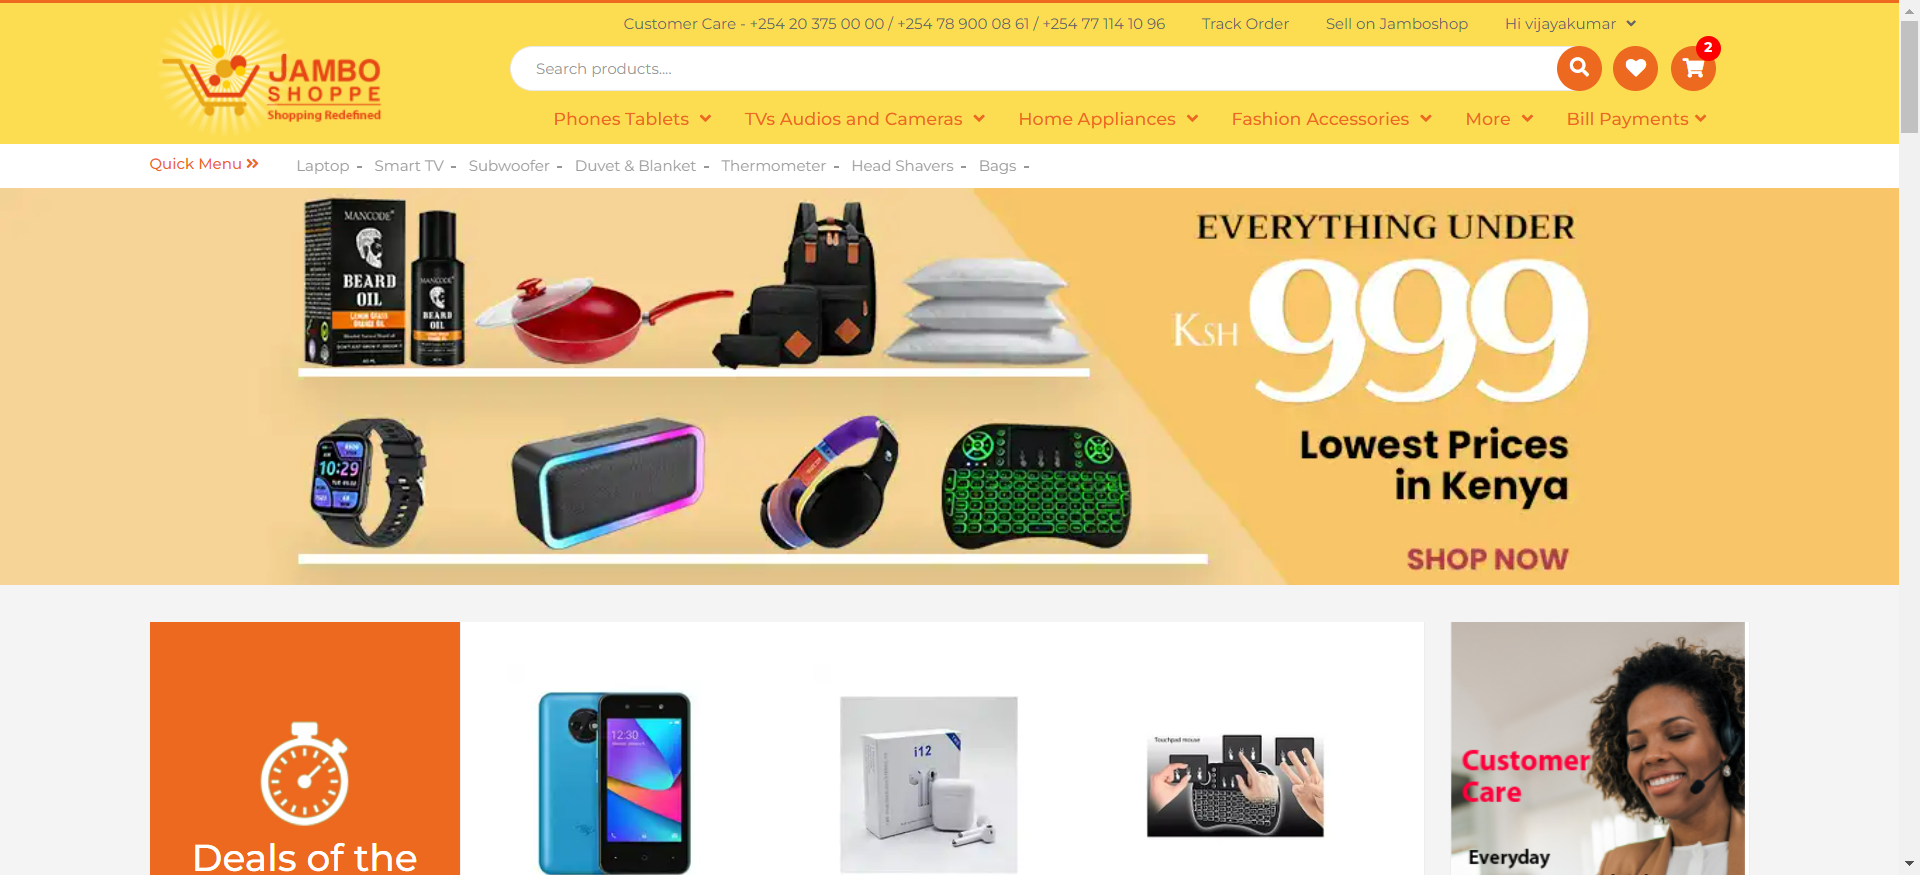 Customer Care - +254 20 375 00 00 / +254 78 900 08 61 / +254 77 114 10 96
Track Order
Sell on Jamboshop
Hi vijayakumar
JAMBO
SHOPPE
Shopping Redefined
Search products....
2
Phones Tablets
TVs Audios and Cameras
Home Appliances
Fashion Accessories
More
Bill Payments
Quick Menu
Laptop -
Smart TV -
Subwoofer -
Duvet & Blanket -
Thermometer -
Head Shavers -
Bags -
MANCODE
BEARD
OIL
LEMON GRASS
ORANGE OIL
MANCODE
BEARD
OIL
EVERYTHING UNDER
KSH 999
Lowest Prices
in Kenya
SHOP NOW
10:29
Deals of the
12:30
i12
Touchpad mouse
Customer
Care
Everyday